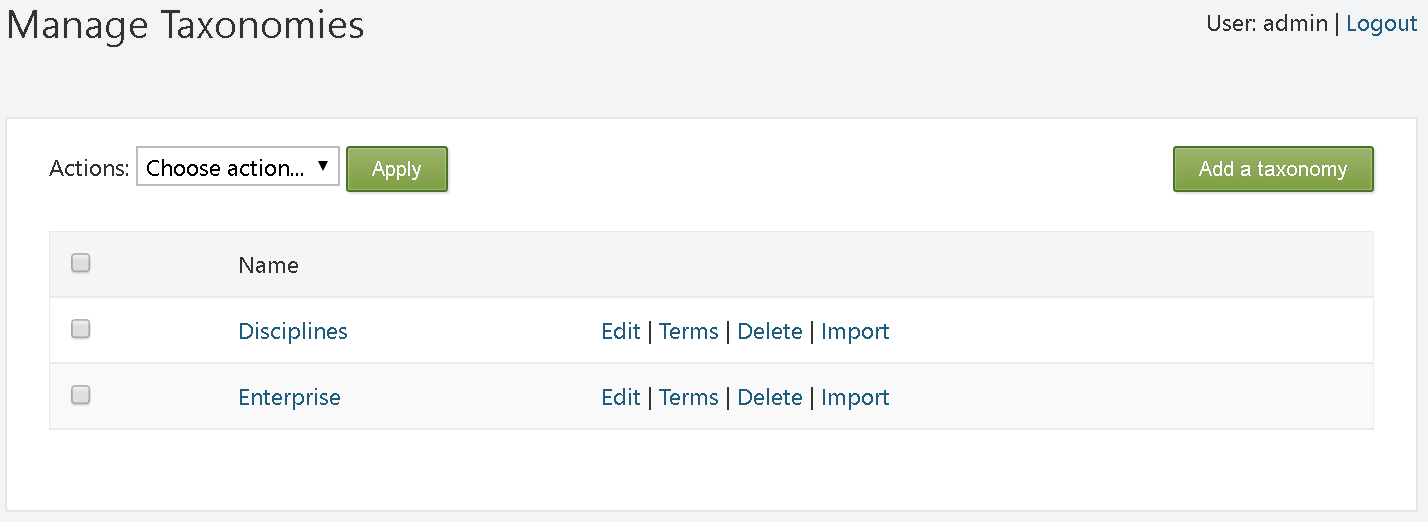 Manage Taxonomies
User: admin | Logout
Actions: Choose action... Apply
Add a taxonomy
Name
Disciplines Edit | Terms | Delete | Import
Enterprise Edit | Terms | Delete | Import